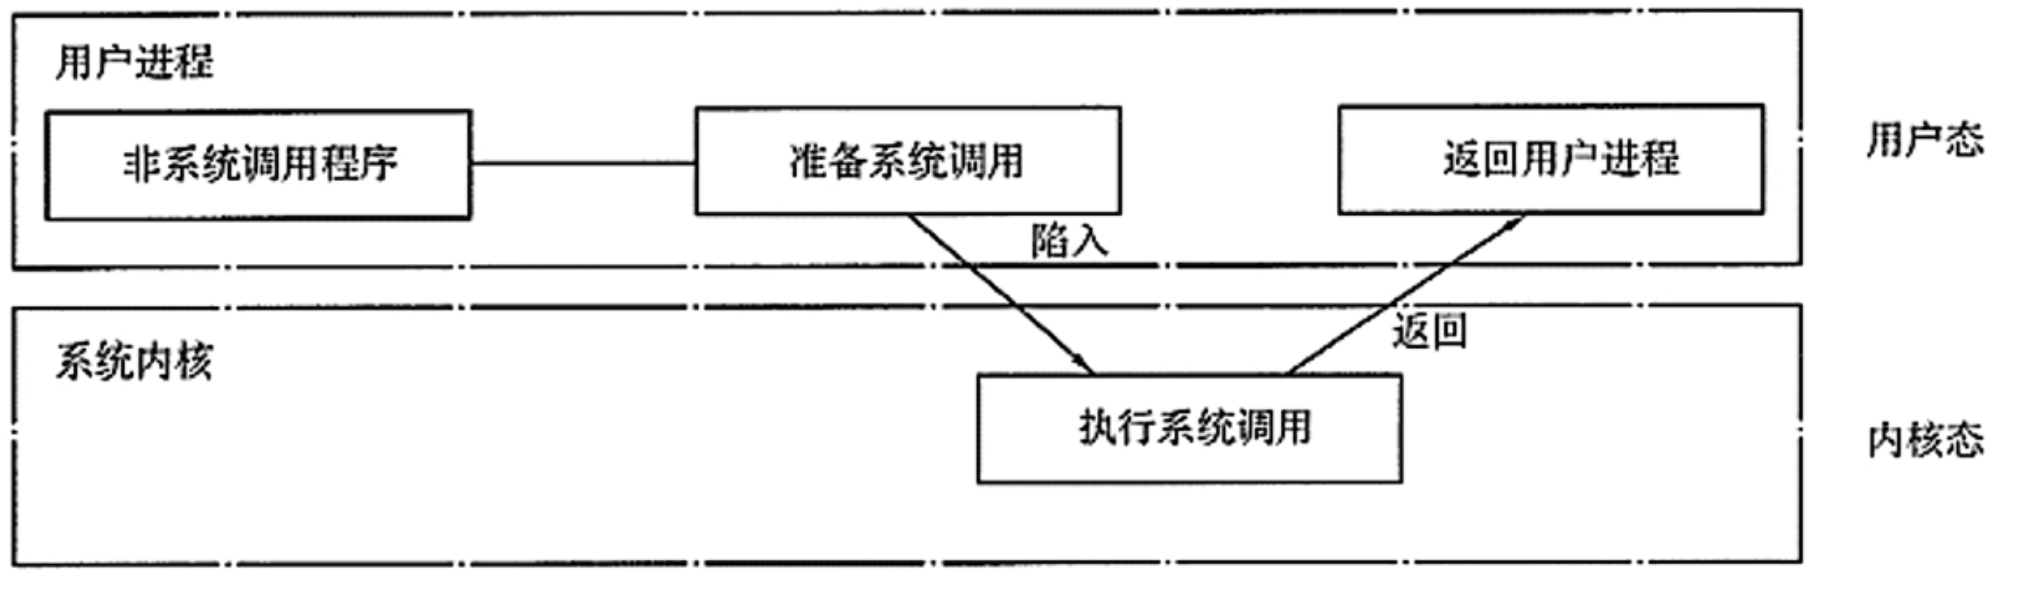 用户进程
非系统调用程序
准备系统调用
返回用户进程
用户态
陷入
返回
系统内核
执行系统调用
内核态